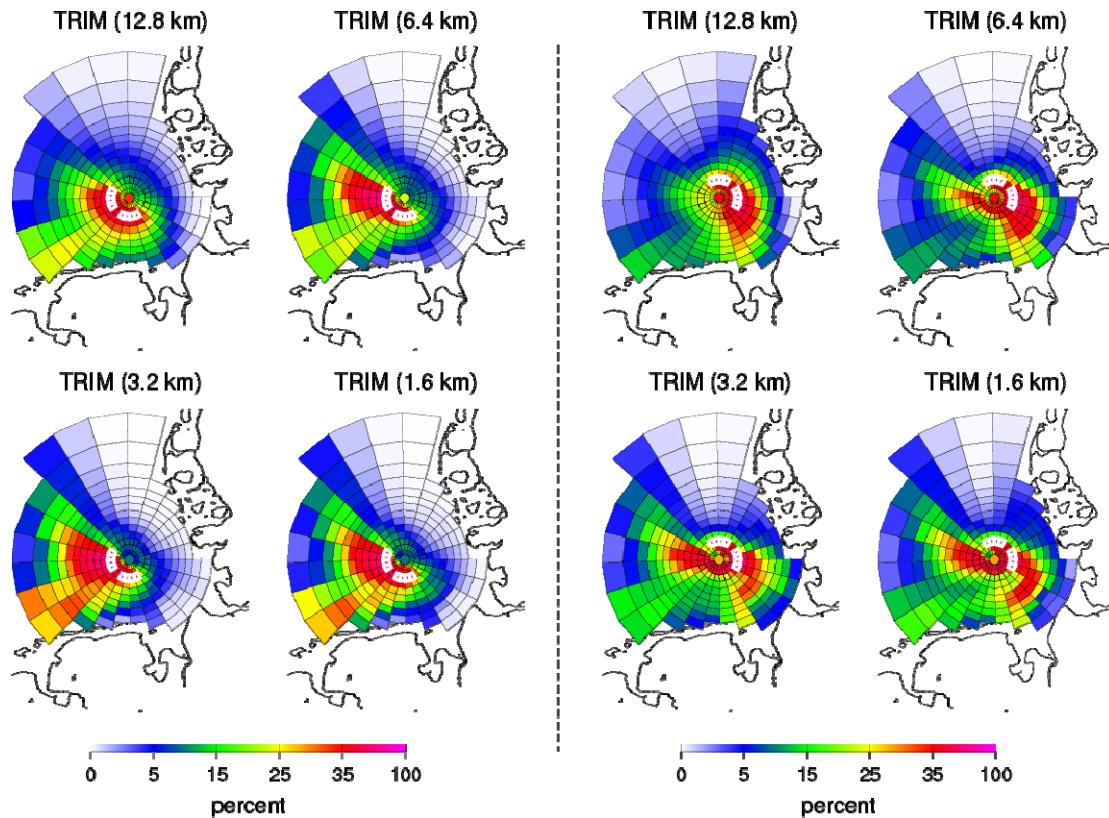 TRIM (12.8 km) TRIM (6.4 km) TRIM (12.8 km) TRIM (6.4 km)
TRIM (3.2 km) TRIM (1.6 km) TRIM (3.2 km) TRIM (1.6 km)
0 5 15 25 35 100 0 5 15 25 35 100
percent percent